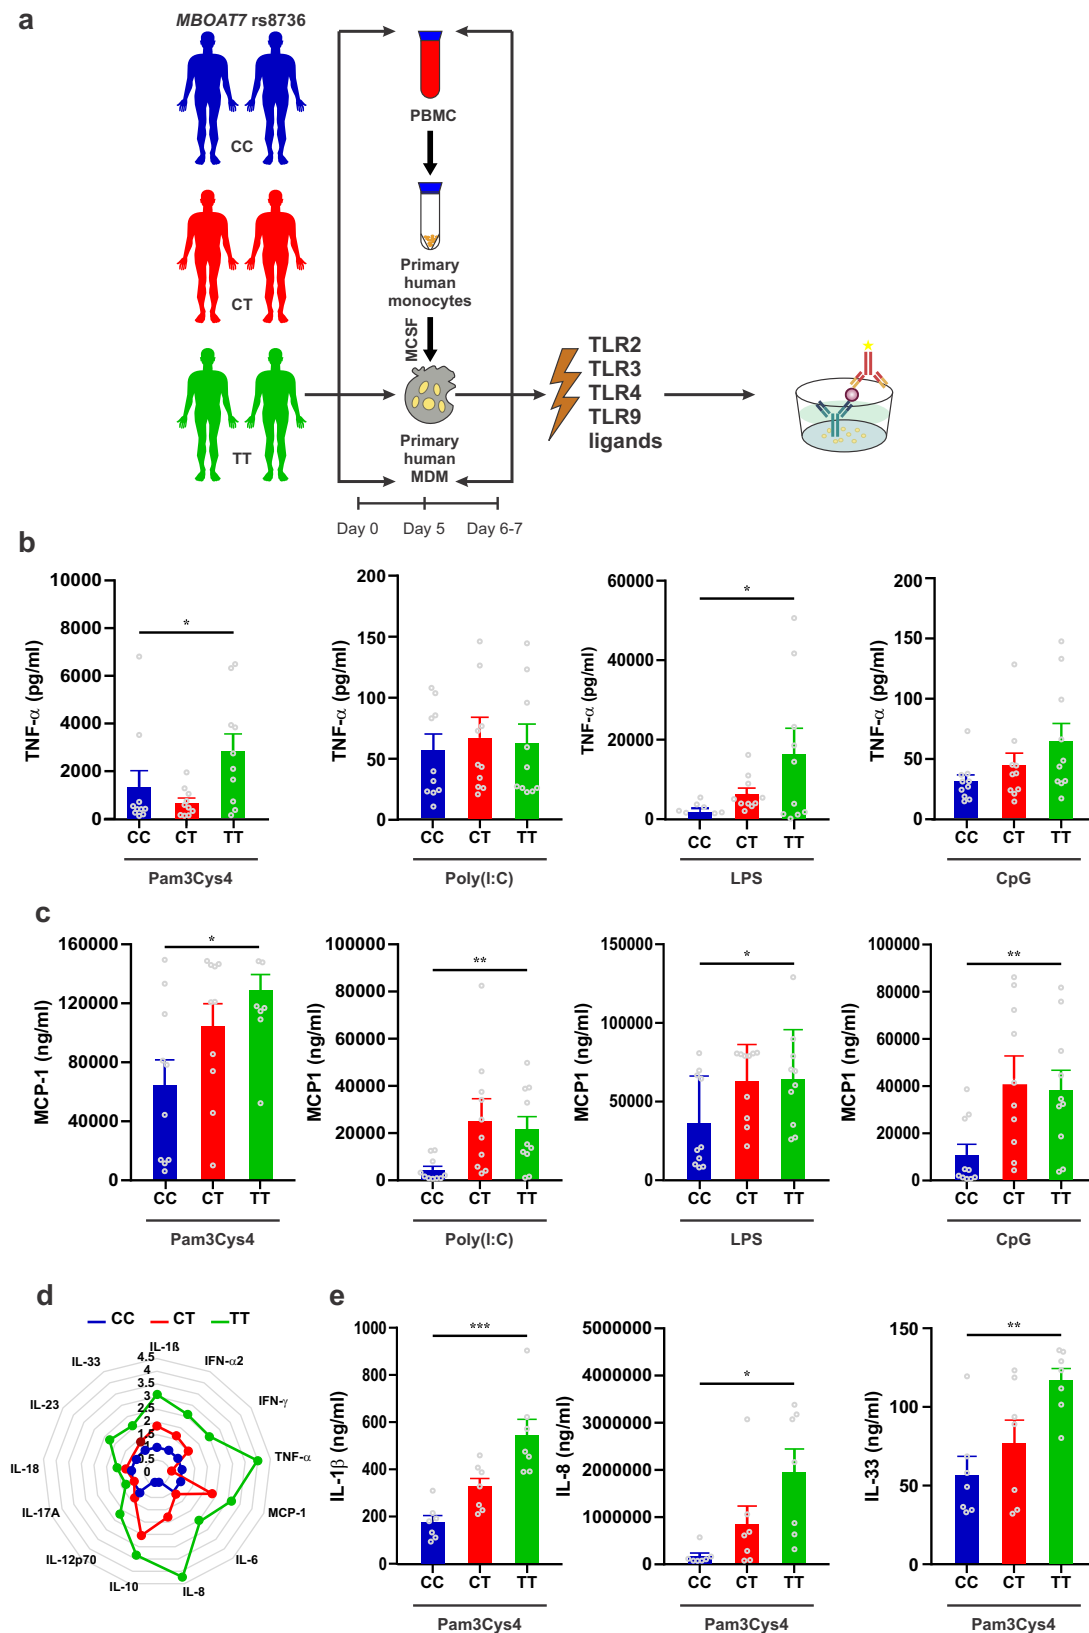 a
MBOAT7 rs8736
CC
CT
TT
PBMC
Primary
human
monocytes
MCSF
Primary
human
MDM
Day 0
Day 5
Day 6-7
TLR2
TLR3
TLR4
TLR9
ligands
b
TNF-α (pg/ml)
10000
8000
6000
4000
2000
0
*
CC CT TT
Pam3Cys4
TNF-α (pg/ml)
200
150
100
50
0
CC CT TT
Poly(I:C)
TNF-α (pg/ml)
60000
40000
20000
0
*
CC CT TT
LPS
TNF-α (pg/ml)
200
150
100
50
0
CC CT TT
CpG
c
MCP-1 (ng/ml)
160000
120000
80000
40000
0
*
CC CT TT
Pam3Cys4
MCP1 (ng/ml)
100000
80000
60000
40000
20000
0
**
CC CT TT
Poly(I:C)
MCP1 (ng/ml)
150000
100000
50000
0
*
CC CT TT
LPS
MCP1 (ng/ml)
100000
80000
60000
40000
20000
0
**
CC CT TT
CpG
d
CC CT TT
IL-1ß
IFN-α2
IFN-γ
TNF-α
MCP-1
IL-6
IL-8
IL-10
IL-12p70
IL-17A
IL-18
IL-23
IL-33
4.5
4
3.5
3
2.5
2
1.5
1
0.5
0
e
IL-1β (ng/ml)
1000
800
600
400
200
0
***
CC CT TT
Pam3Cys4
IL-8 (ng/ml)
5000000
4000000
3000000
2000000
1000000
0
*
CC CT TT
Pam3Cys4
IL-33 (ng/ml)
150
100
50
0
**
CC CT TT
Pam3Cys4